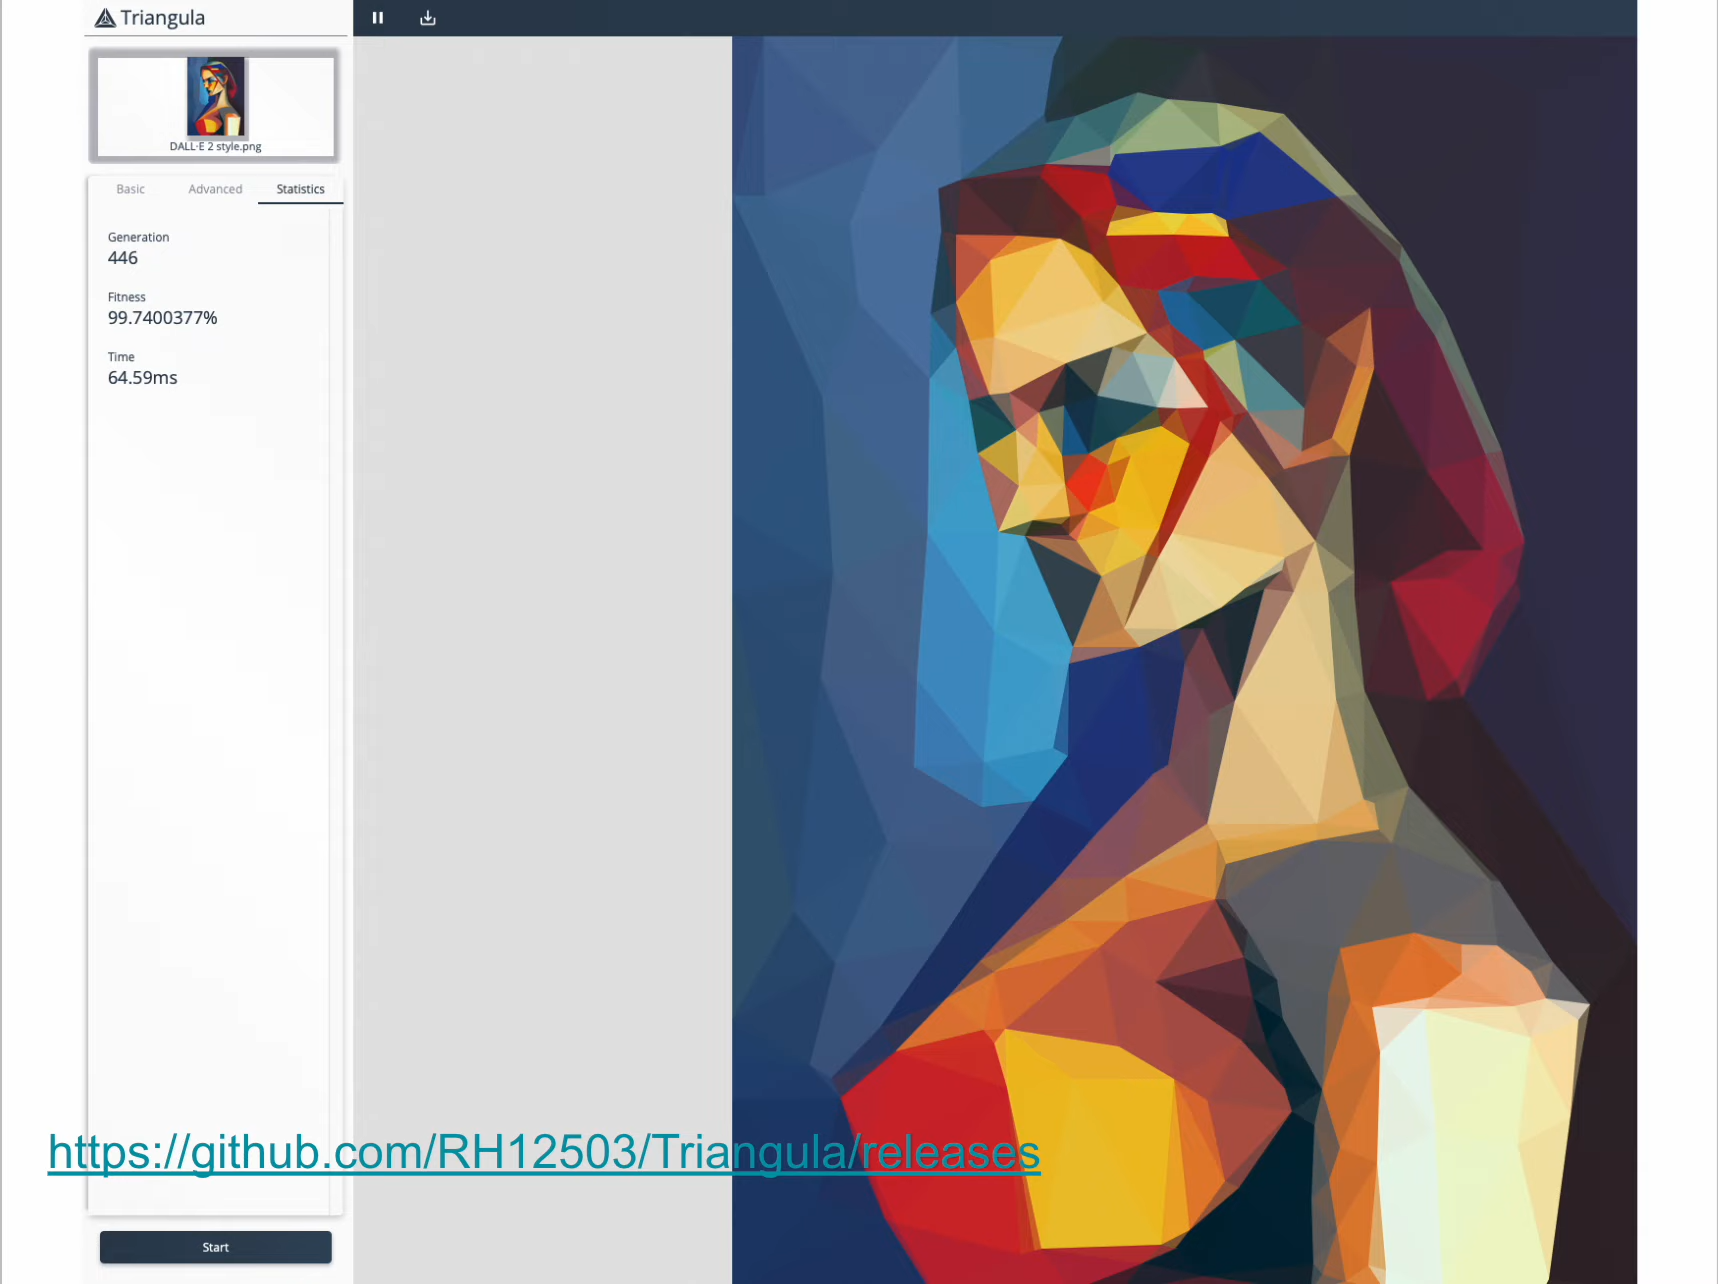 Triangula
DALL·E 2 style.png
Basic Advanced Statistics
Generation
446
Fitness
99.7400377%
Time
64.59ms
https://github.com/RH12503/Triangula/releases
Start